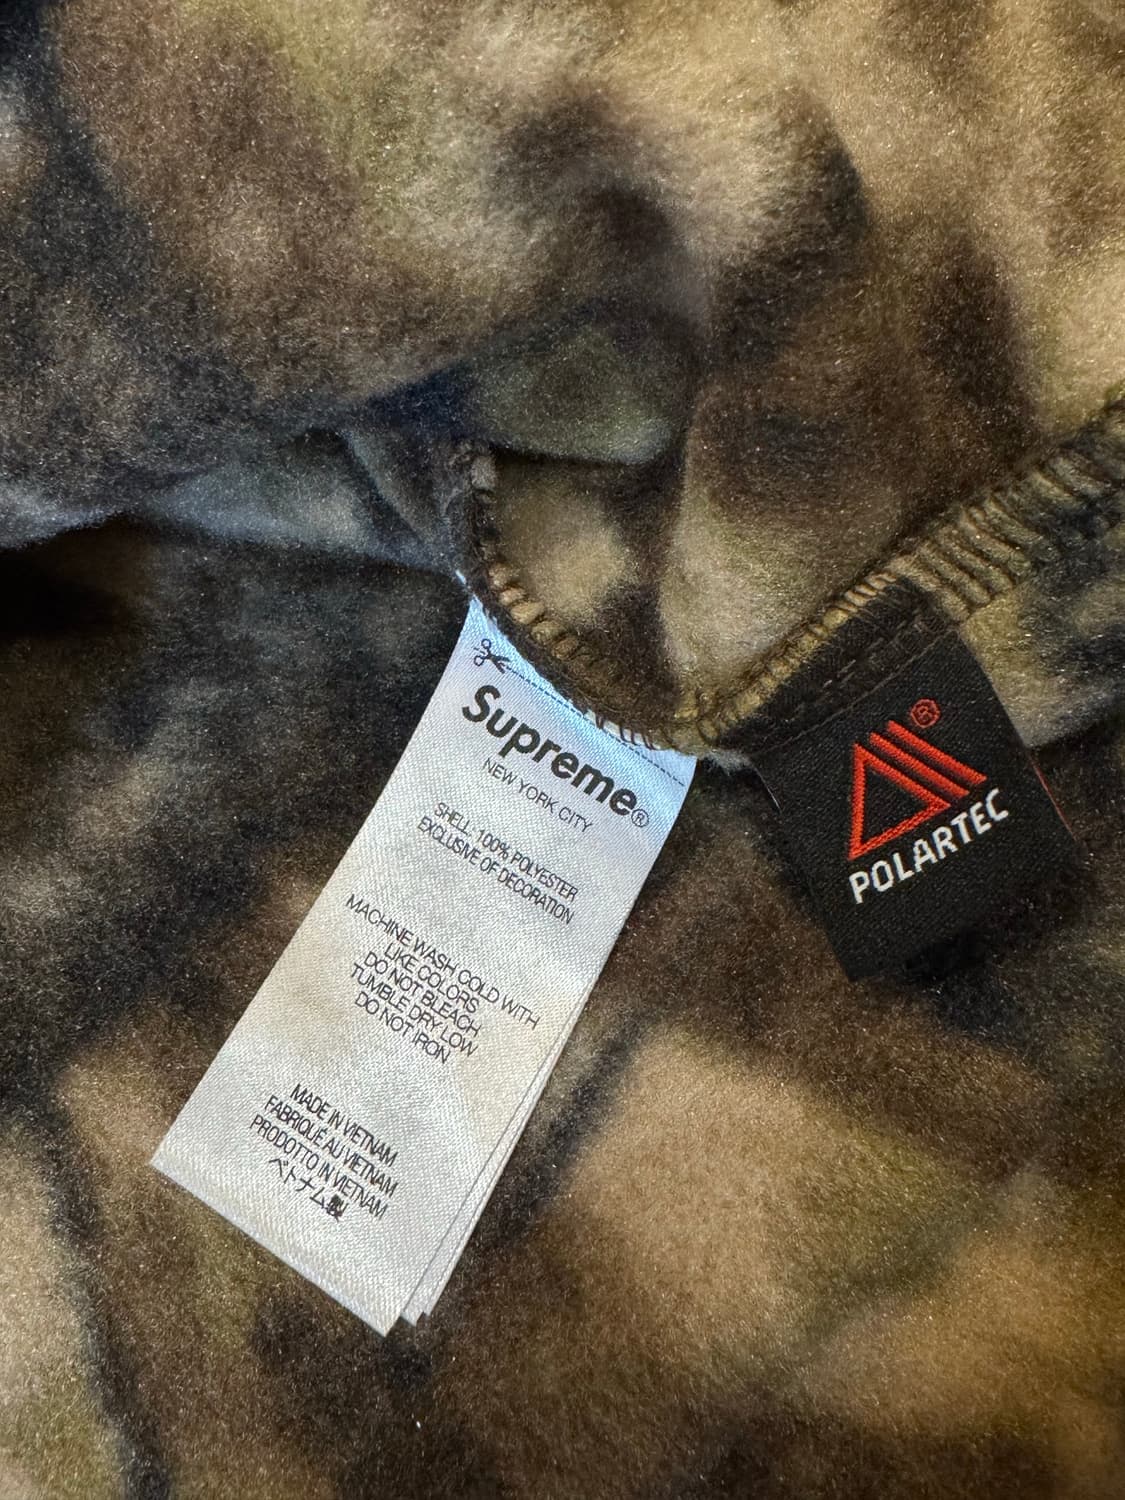 Supreme®
NEW YORK CITY
SHELL 100% POLYESTER
EXCLUSIVE OF DECORATION
MACHINE WASH COLD WITH
LIKE COLORS
DO NOT BLEACH
TUMBLE DRY LOW
DO NOT IRON
MADE IN VIETNAM
FABRIQUÉ AU VIETNAM
PRODOTTO IN VIETNAM
ベトナム製
®
POLARTEC